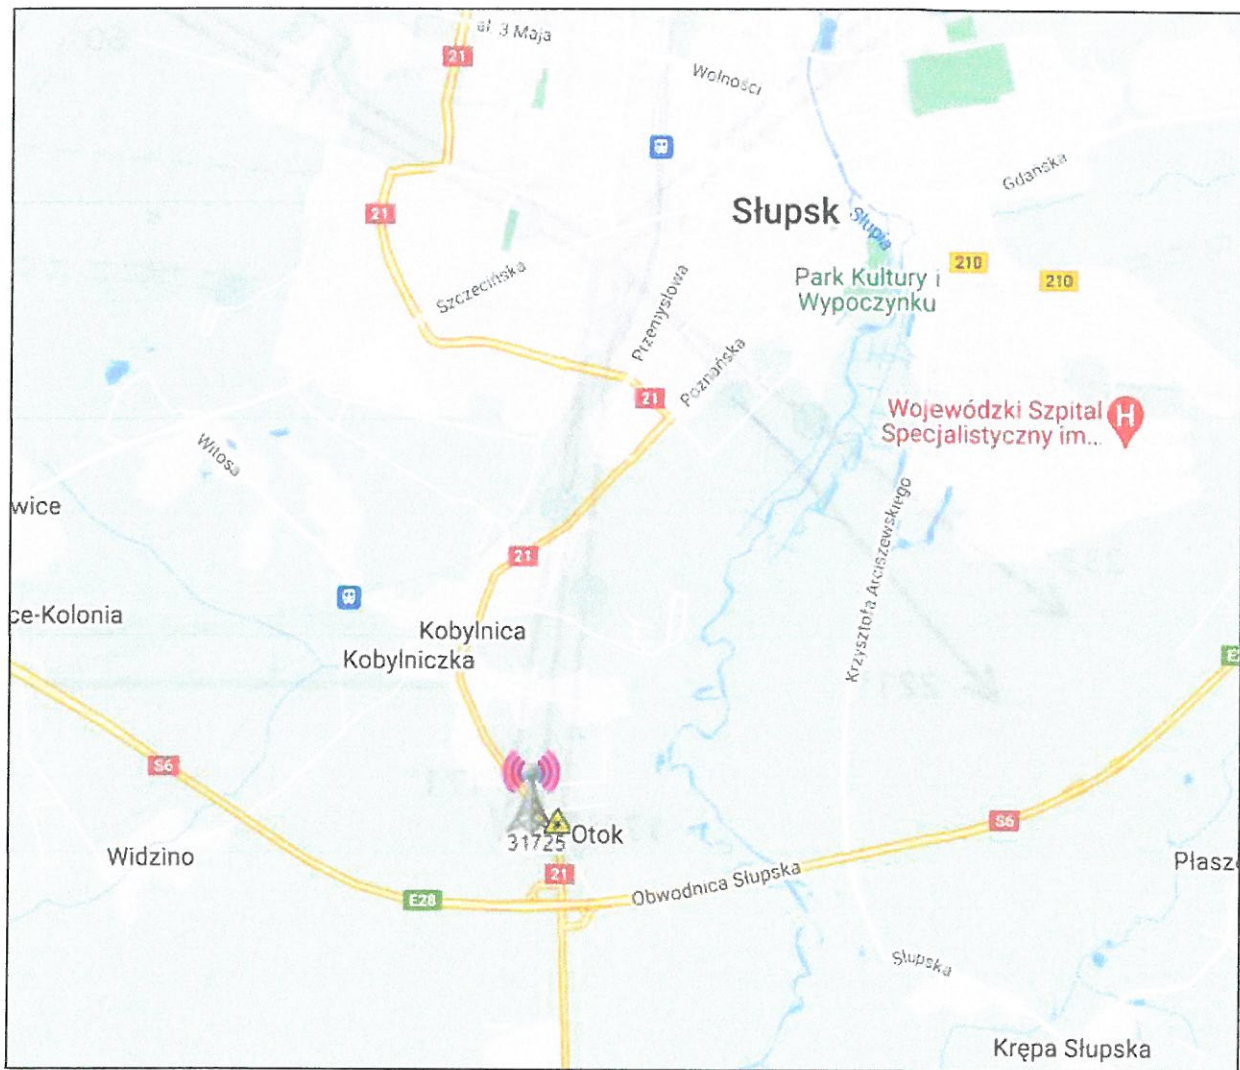 al. 3 Maja
21
Wolności
Gdańska
21
Słupsk
Słupia
210
210
Park Kultury i
Wypoczynku
Szczecińska
Przemysłowa
Poznańska
21
Wojewódzki Szpital
Specjalistyczny im...
H
Witosa
wice
Krzysztofa Arciszewskiego
21
ce-Kolonia
Kobylnica
Kobylniczka
S6
31725
Otok
S6
Widzino
21
Płasz
E28
Obwodnica Słupska
Słupska
Krępa Słupska